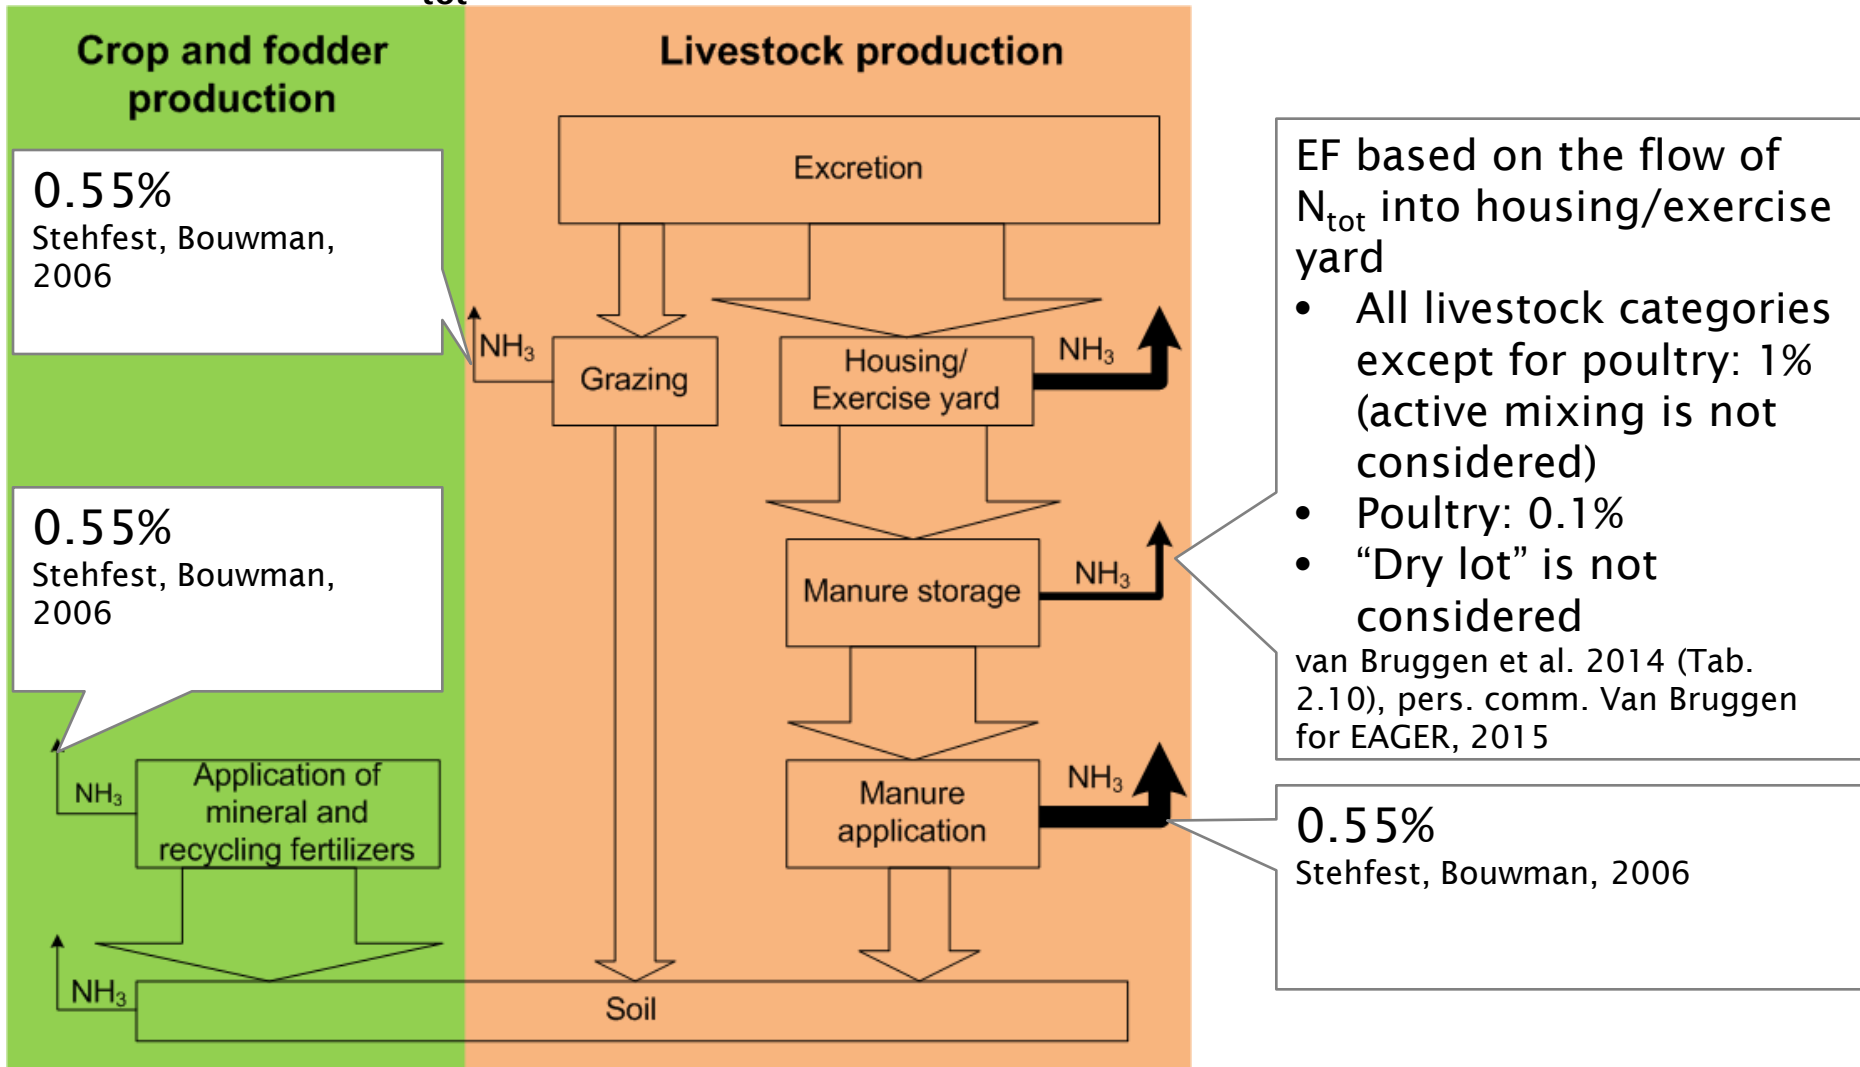 tot
Crop and fodder
production
Livestock production
0.55%
Stehfest, Bouwman,
2006
Excretion
NH₃
Grazing
Housing/
Exercise yard
NH₃
EF based on the flow of
Nₜₒₜ into housing/exercise
yard
• All livestock categories
except for poultry: 1%
(active mixing is not
considered)
• Poultry: 0.1%
• “Dry lot” is not
considered
van Bruggen et al. 2014 (Tab.
2.10), pers. comm. Van Bruggen
for EAGER, 2015
0.55%
Stehfest, Bouwman,
2006
Manure storage
NH₃
NH₃
Application of
mineral and
recycling fertilizers
Manure
application
NH₃
0.55%
Stehfest, Bouwman, 2006
NH₃
Soil